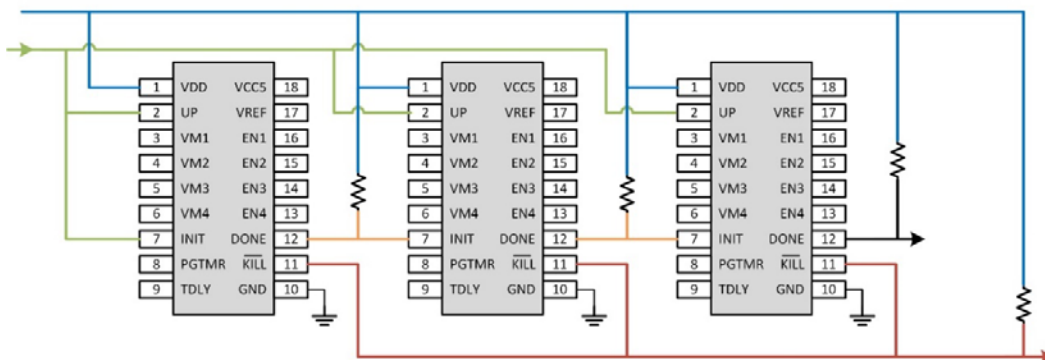 1 VDD VCC5 18 1 VDD VCC5 18 1 VDD VCC5 18
2 UP VREF 17 2 UP VREF 17 2 UP VREF 17
3 VM1 EN1 16 3 VM1 EN1 16 3 VM1 EN1 16
4 VM2 EN2 15 4 VM2 EN2 15 4 VM2 EN2 15
5 VM3 EN3 14 5 VM3 EN3 14 5 VM3 EN3 14
6 VM4 EN4 13 6 VM4 EN4 13 6 VM4 EN4 13
7 INIT DONE 12 7 INIT DONE 12 7 INIT DONE 12
8 PGTMR KILL 11 8 PGTMR KILL 11 8 PGTMR KILL 11
9 TDLY GND 10 9 TDLY GND 10 9 TDLY GND 10